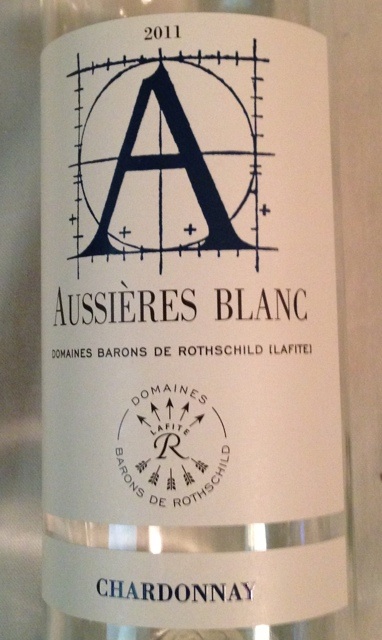 2011
A
AUSSIÈRES BLANC
DOMAINES BARONS DE ROTHSCHILD [LAFITE]
DOMAINES
LAFITE
R
BARONS DE ROTHSCHILD
CHARDONNAY